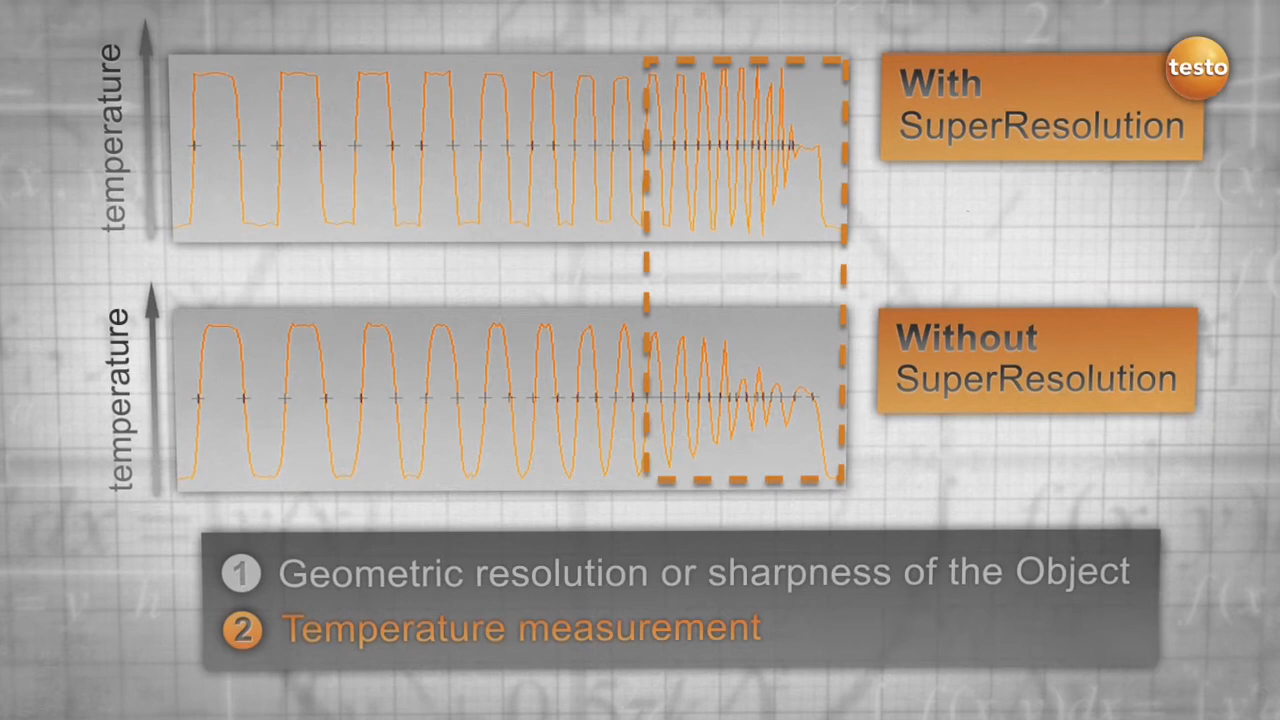 temperature
With
SuperResolution
testo
temperature
Without
SuperResolution
1 Geometric resolution or sharpness of the Object
2 Temperature measurement